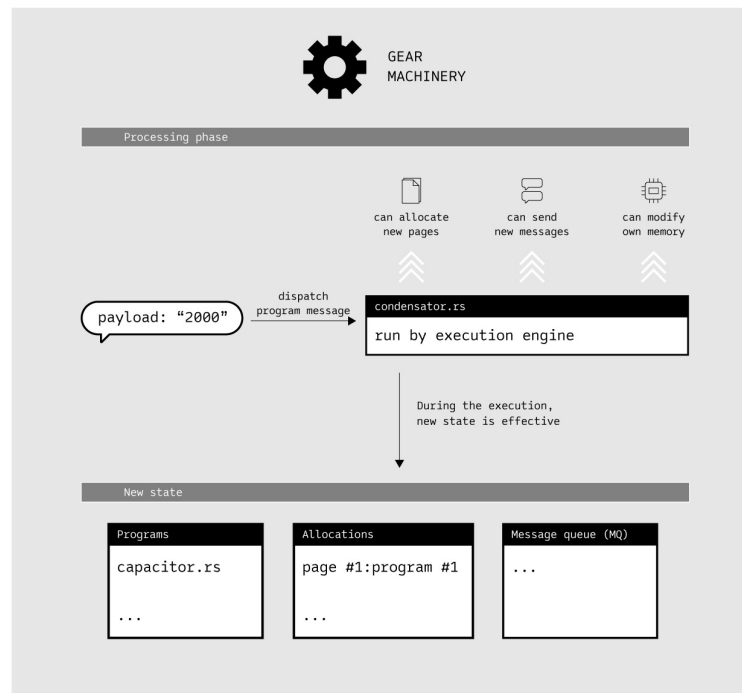 GEAR
MACHINERY
Processing phase
can allocate
new pages
can send
new messages
can modify
own memory
payload: “2000”
dispatch
program message
condensator.rs
run by execution engine
During the execution,
new state is effective
New state
Programs
capacitor.rs
...
Allocations
page #1:program #1
...
Message queue (MQ)
...